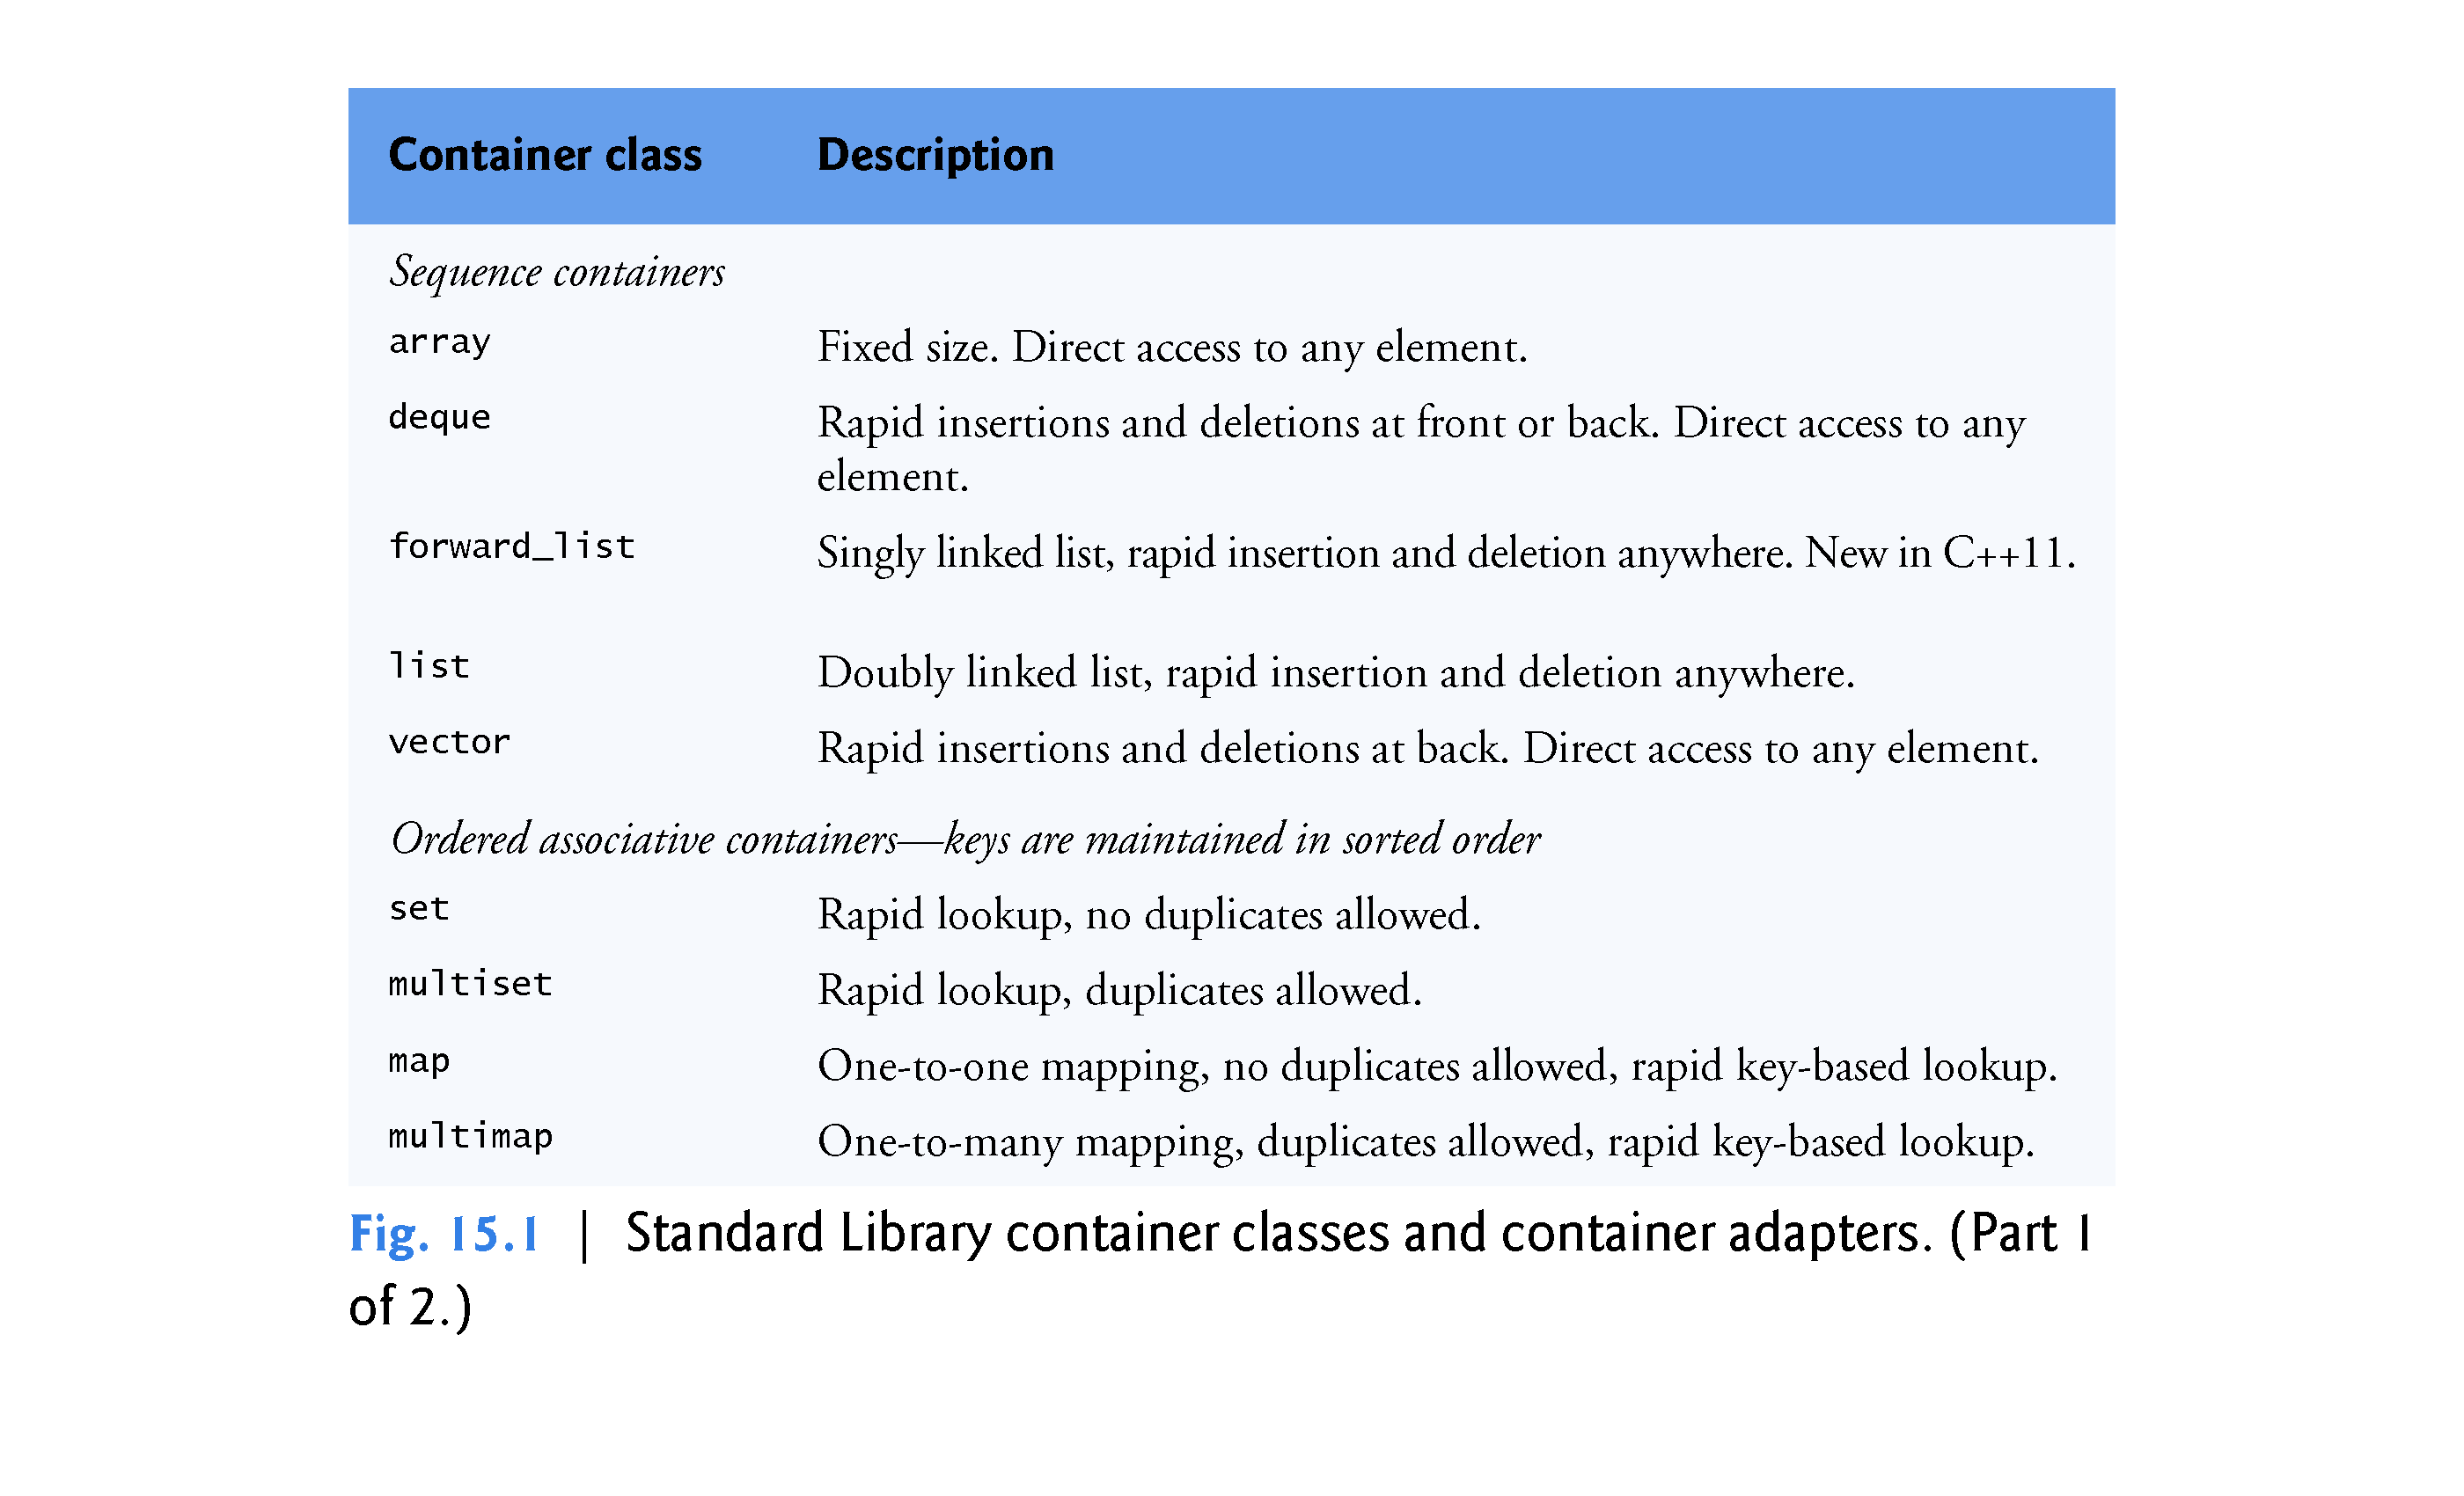 Container class Description
Sequence containers
array Fixed size. Direct access to any element.
deque Rapid insertions and deletions at front or back. Direct access to any
element.
forward_list Singly linked list, rapid insertion and deletion anywhere. New in C++11.
list Doubly linked list, rapid insertion and deletion anywhere.
vector Rapid insertions and deletions at back. Direct access to any element.
Ordered associative containers—keys are maintained in sorted order
set Rapid lookup, no duplicates allowed.
multiset Rapid lookup, duplicates allowed.
map One-to-one mapping, no duplicates allowed, rapid key-based lookup.
multimap One-to-many mapping, duplicates allowed, rapid key-based lookup.
Fig. 15.1 | Standard Library container classes and container adapters. (Part 1
of 2.)